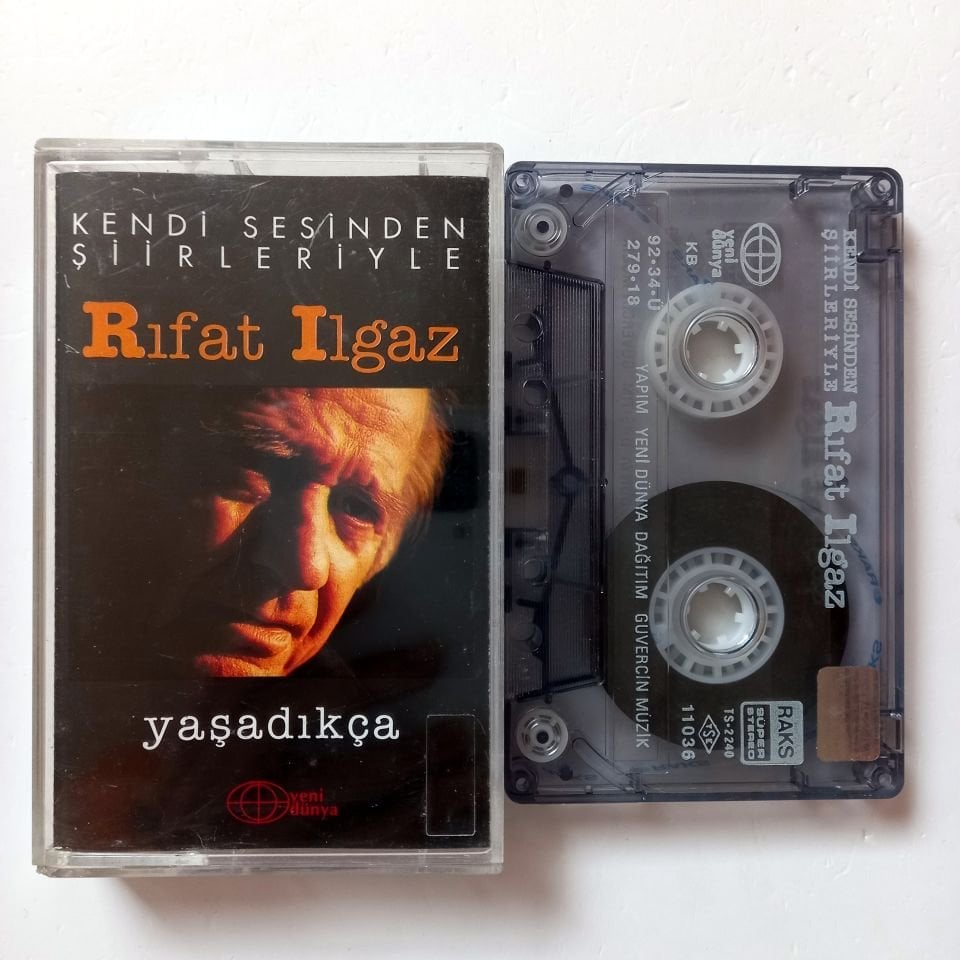 KENDİ SESİNDEN
ŞİİRLERİYLE
Rıfat Ilgaz
yaşadıkça
yeni
dünya
yeni
dünya
KENDİ SESİNDEN
ŞİİRLERİYLE
Rıfat Ilgaz
KB
92·34·Ü
279·18
YAPIM YENİ DÜNYA DAĞITIM GÜVERCİN MÜZİK
RAKS
SÜPER
STEREO
TS-2240
TSE
11036